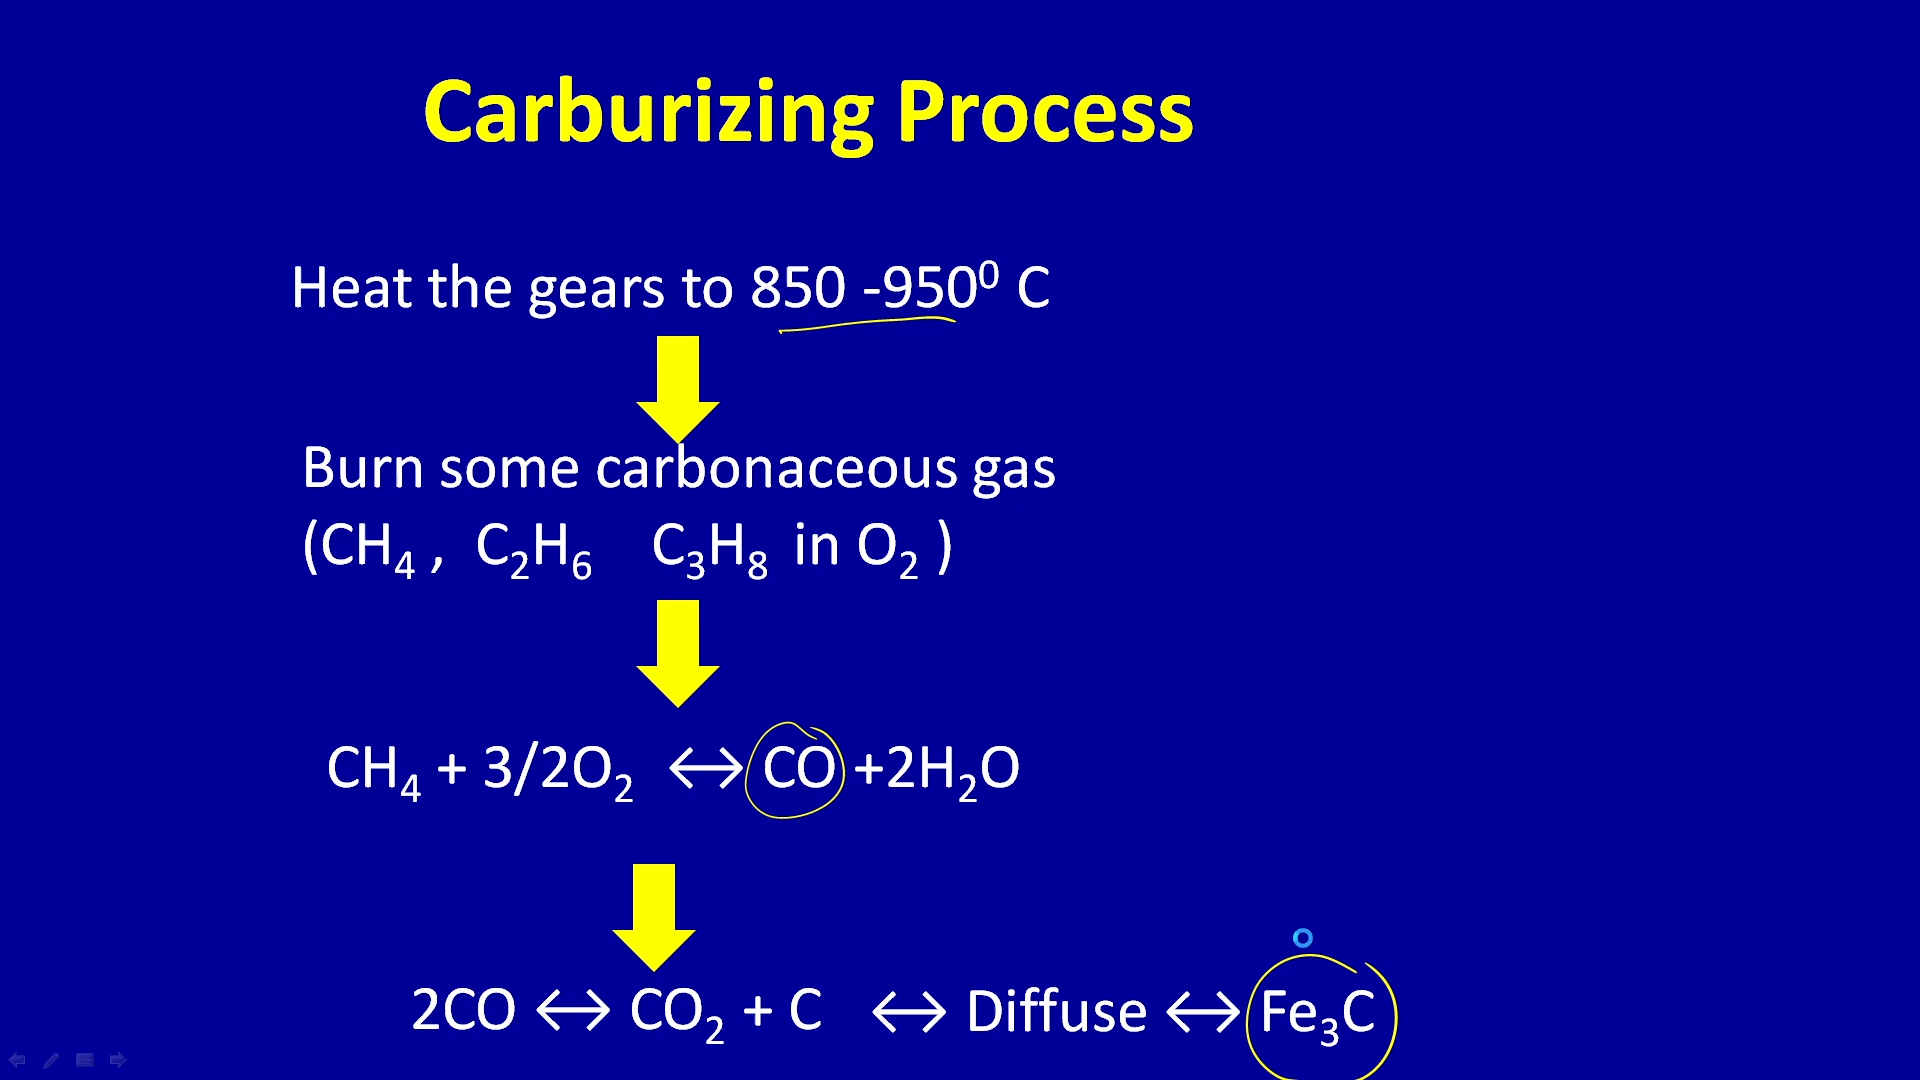 Carburizing Process
Heat the gears to 850 -950⁰ C
Burn some carbonaceous gas
(CH₄ , C₂H₆ C₃H₈ in O₂ )
CH₄ + 3/2O₂ ↔ CO +2H₂O
2CO ↔ CO₂ + C ↔ Diffuse ↔ Fe₃C